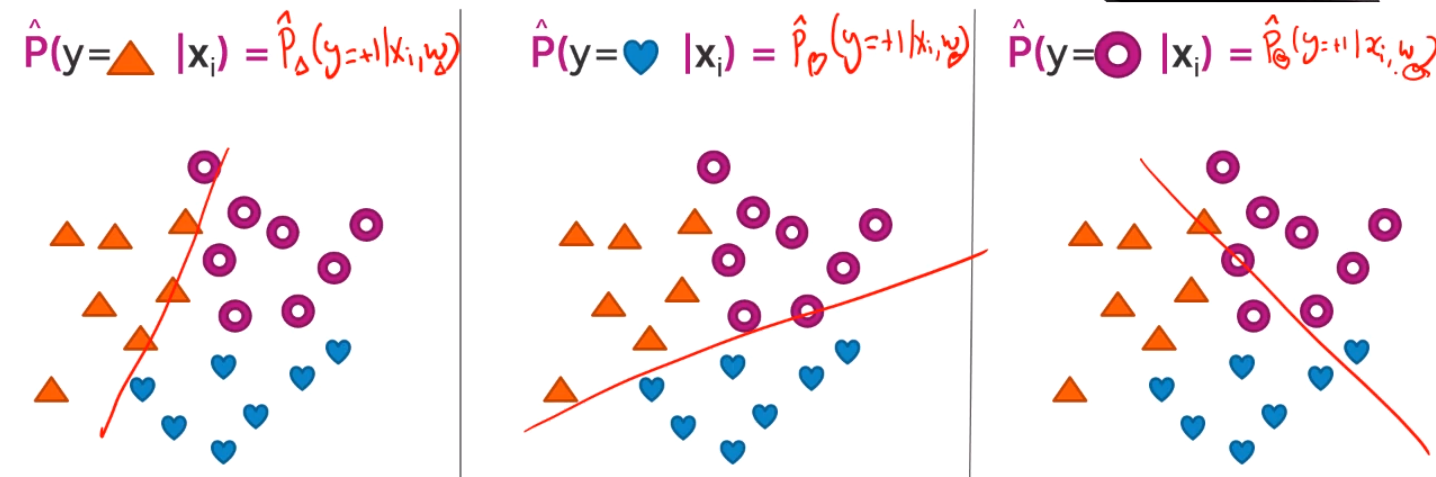 P̂(y=▲ |xᵢ) = P̂△(y=+1|xᵢ,w△)
P̂(y=💙 |xᵢ) = P̂♡(y=+1|xᵢ,w♡)
P̂(y=◯ |xᵢ) = P̂◎(y=+1|xᵢ,w◎)